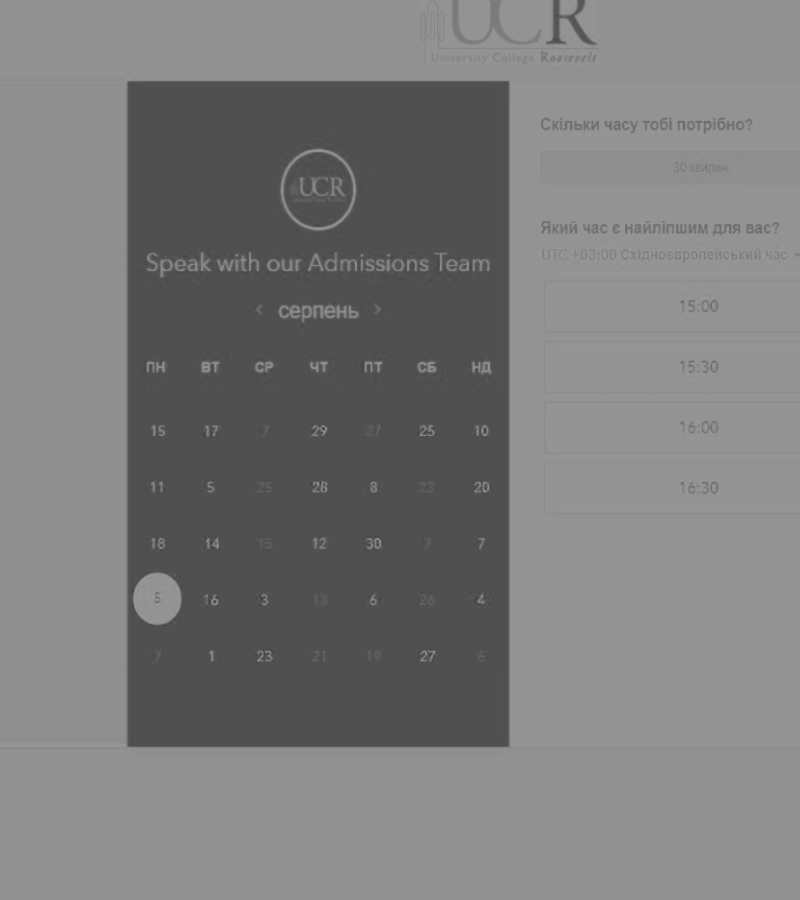 UCR
University College Roosevelt
UCR
Speak with our Admissions Team
< серпень >
ПН ВТ СР ЧТ ПТ СБ НД
15 17 7 29 27 25 10
11 5 25 28 8 23 20
18 14 15 12 30 7 7
5 16 3 13 6 26 4
7 1 23 21 19 27 6
Скільки часу тобі потрібно?
30 хвилин
Який час є найліпшим для вас?
UTC +03:00 Східноєвропейський час
15:00
15:30
16:00
16:30